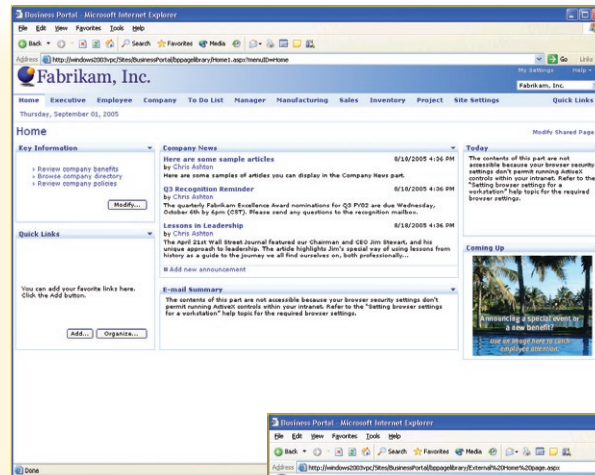 Business Portal - Microsoft Internet Explorer
File Edit View Favorites Tools Help
Back Search Favorites Media
Address http://windows2003vpc/Sites/BusinessPortal/bppagelibrary/Home1.aspx?menuID=Home Go Links
Fabrikam, Inc.
My Settings Help
Fabrikam, Inc.
Home Executive Employee Company To Do List Manager Manufacturing Sales Inventory Project Site Settings Quick Links
Thursday, September 01, 2005
Home
Modify Shared Page
Key Information
› Review company benefits
› Browse company directory
› Review company policies
Modify...
Quick Links
You can add your favorite links here.
Click the Add button.
Add... Organize...
Company News
Here are some sample articles 8/18/2005 4:36 PM
by Chris Ashton
Here are some samples of articles you can display in the Company News part.
Q3 Recognition Reminder 8/18/2005 4:36 PM
by Chris Ashton
The quarterly Fabrikam Excellence Award nominations for Q3 FY02 are due Wednesday,
October 6th by 6pm (CST). Please send any questions to the recognition mailbox.
Lessons in Leadership 8/18/2005 4:36 PM
by Chris Ashton
The April 21st Wall Street Journal featured our Chairman and CEO Jim Stewart, and his
unique approach to leadership. The article highlights Jim's special way of using lessons from
history as a guide to the journey we all find ourselves on, both professionally...
Add new announcement
E-mail Summary
The contents of this part are not accessible because your browser security settings don't
permit running ActiveX controls within your intranet. Refer to the "Setting browser settings
for a workstation" help topic for the required browser settings.
Today
The contents of this part are not
accessible because your browser security
settings don't permit running ActiveX
controls within your intranet. Refer to the
"Setting browser settings for a
workstation" help topic for the required
browser settings.
Coming Up
Announcing a special event or
a new benefit?
Use an image here to catch
employee attention.
Done
Business Portal - Microsoft Internet Explorer
File Edit View Favorites Tools Help
Back Search Favorites Media
Address http://windows2003vpc/Sites/BusinessPortal/bppagelibrary/External%20Home%20page.aspx